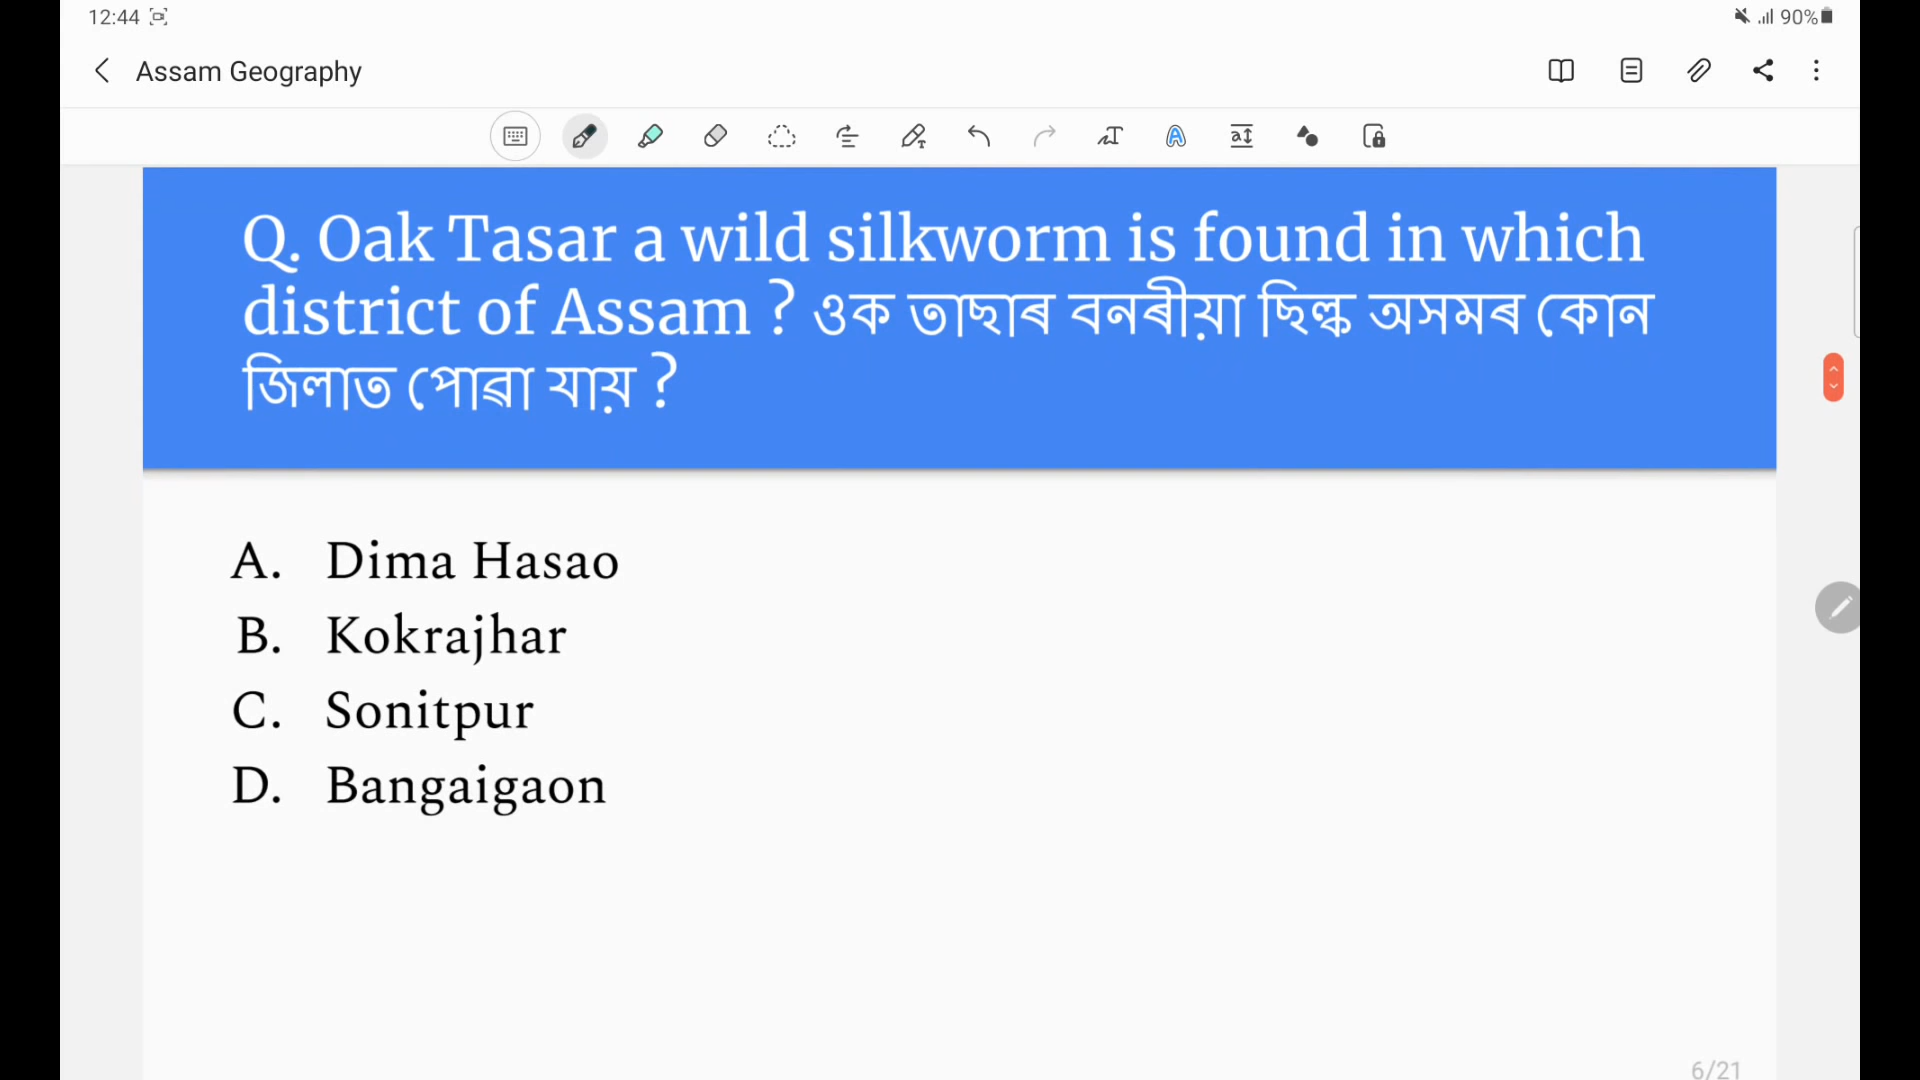 12:44
90%
Assam Geography
Q. Oak Tasar a wild silkworm is found in which
district of Assam ? ওক তাছাৰ বনৰীয়া ছিল্ক অসমৰ কোন
জিলাত পোৱা যায় ?
A. Dima Hasao
B. Kokrajhar
C. Sonitpur
D. Bangaigaon
6/21